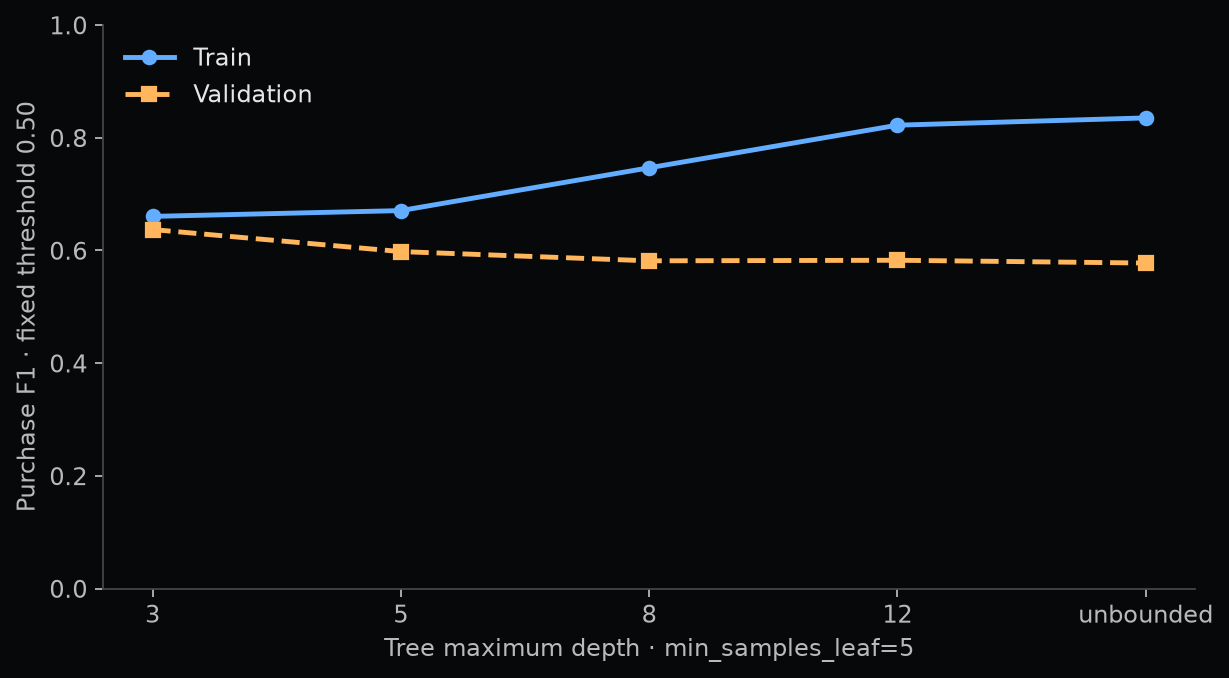 Train
Validation
Purchase F1 · fixed threshold 0.50
1.0
0.8
0.6
0.4
0.2
0.0
3 5 8 12 unbounded
Tree maximum depth · min_samples_leaf=5